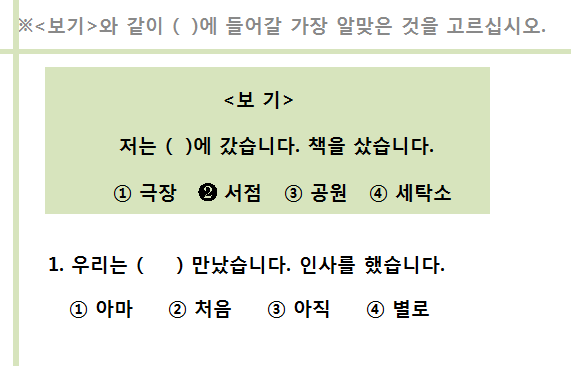 ※<보기>와 같이 (  )에 들어갈 가장 알맞은 것을 고르십시오.
<보 기>
저는 (  )에 갔습니다. 책을 샀습니다.
① 극장 ❷ 서점 ③ 공원 ④ 세탁소
1. 우리는 (    ) 만났습니다. 인사를 했습니다.
① 아마 ② 처음 ③ 아직 ④ 별로